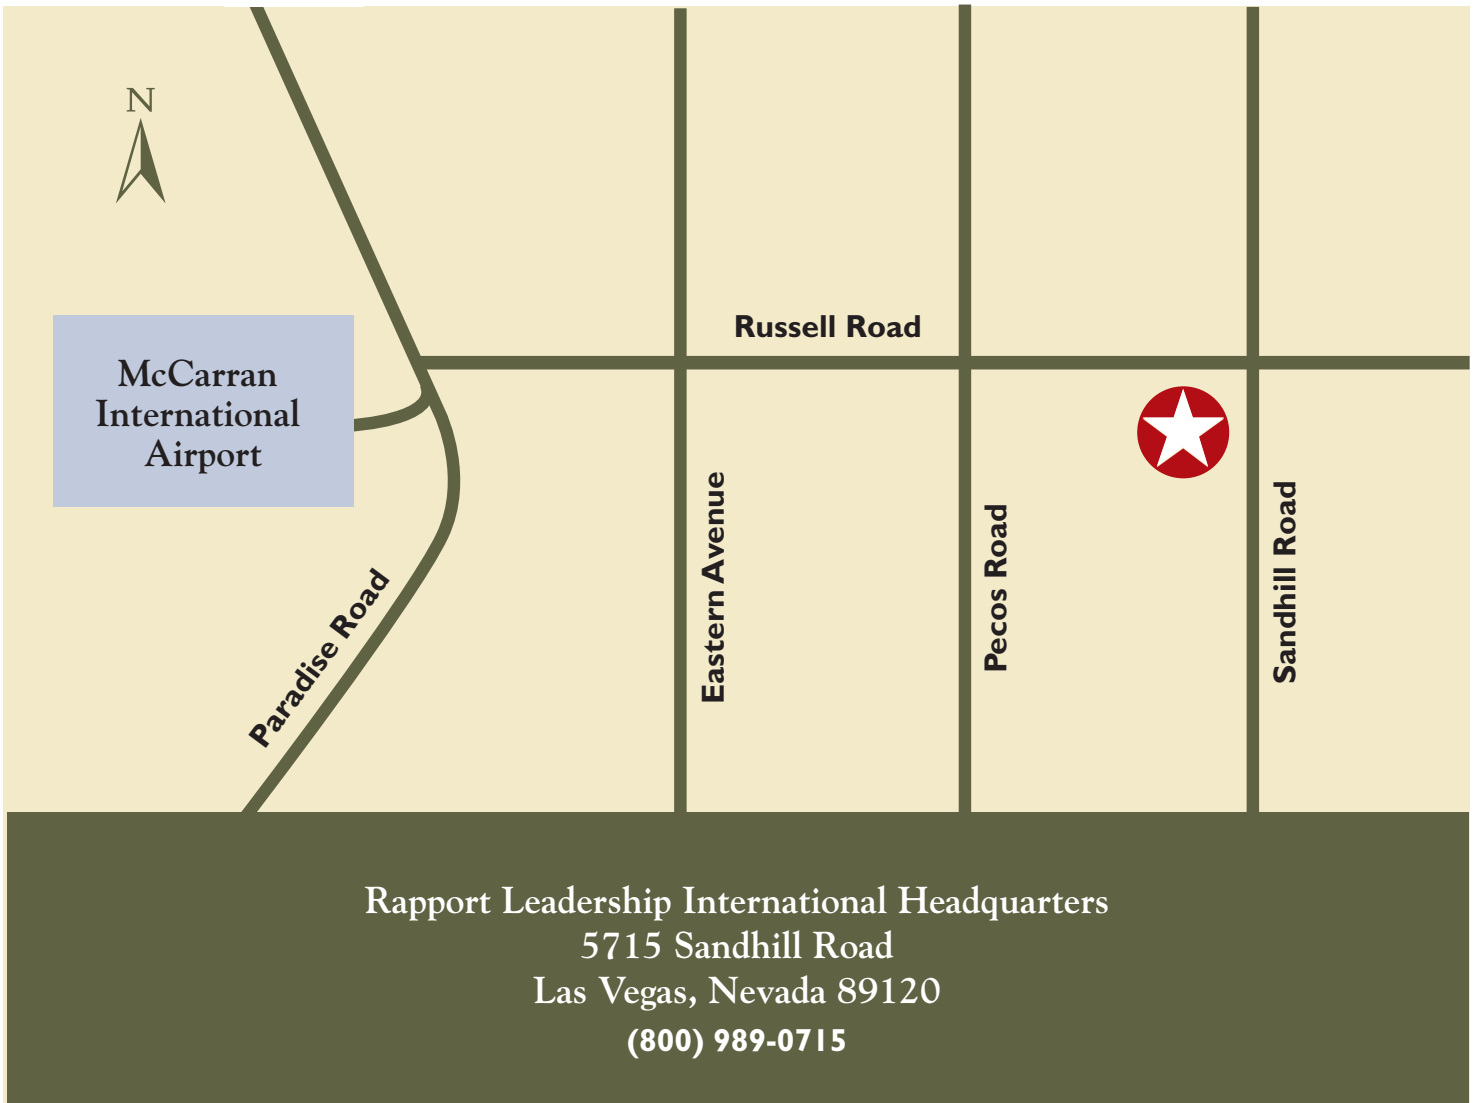 N
Russell Road
McCarran
International
Airport
Eastern Avenue
Pecos Road
Sandhill Road
Paradise Road
Rapport Leadership International Headquarters
5715 Sandhill Road
Las Vegas, Nevada 89120
(800) 989-0715